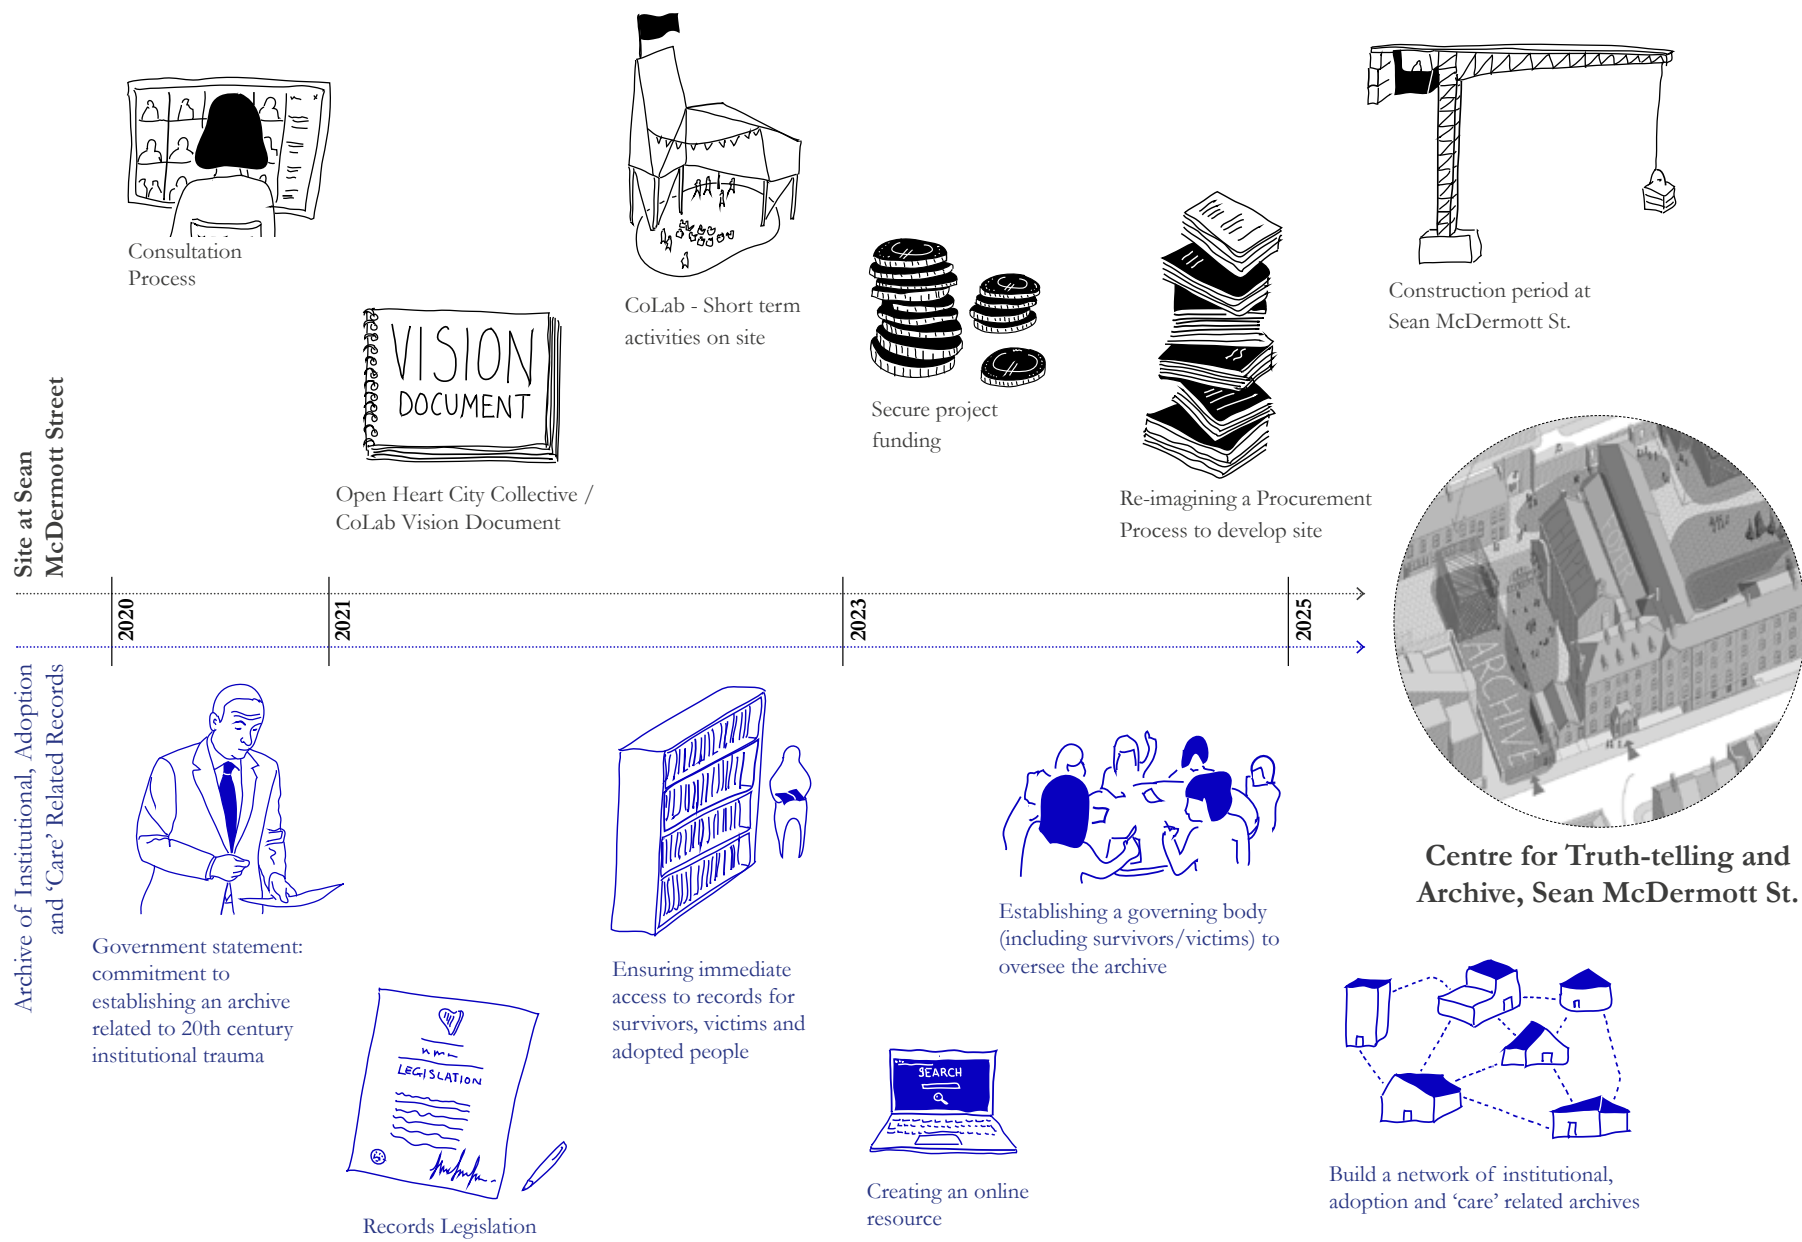 Consultation
Process
VISION
DOCUMENT
Open Heart City Collective /
CoLab Vision Document
CoLab - Short term
activities on site
Secure project
funding
Re-imagining a Procurement
Process to develop site
Construction period at
Sean McDermott St.
Site at Sean
McDermott Street
2020
2021
2023
2025
Archive of Institutional, Adoption
and ‘Care’ Related Records
Government statement:
commitment to
establishing an archive
related to 20th century
institutional trauma
LEGISLATION
Records Legislation
Ensuring immediate
access to records for
survivors, victims and
adopted people
SEARCH
Creating an online
resource
Establishing a governing body
(including survivors/victims) to
oversee the archive
ARCHIVE
Centre for Truth-telling and
Archive, Sean McDermott St.
Build a network of institutional,
adoption and ‘care’ related archives